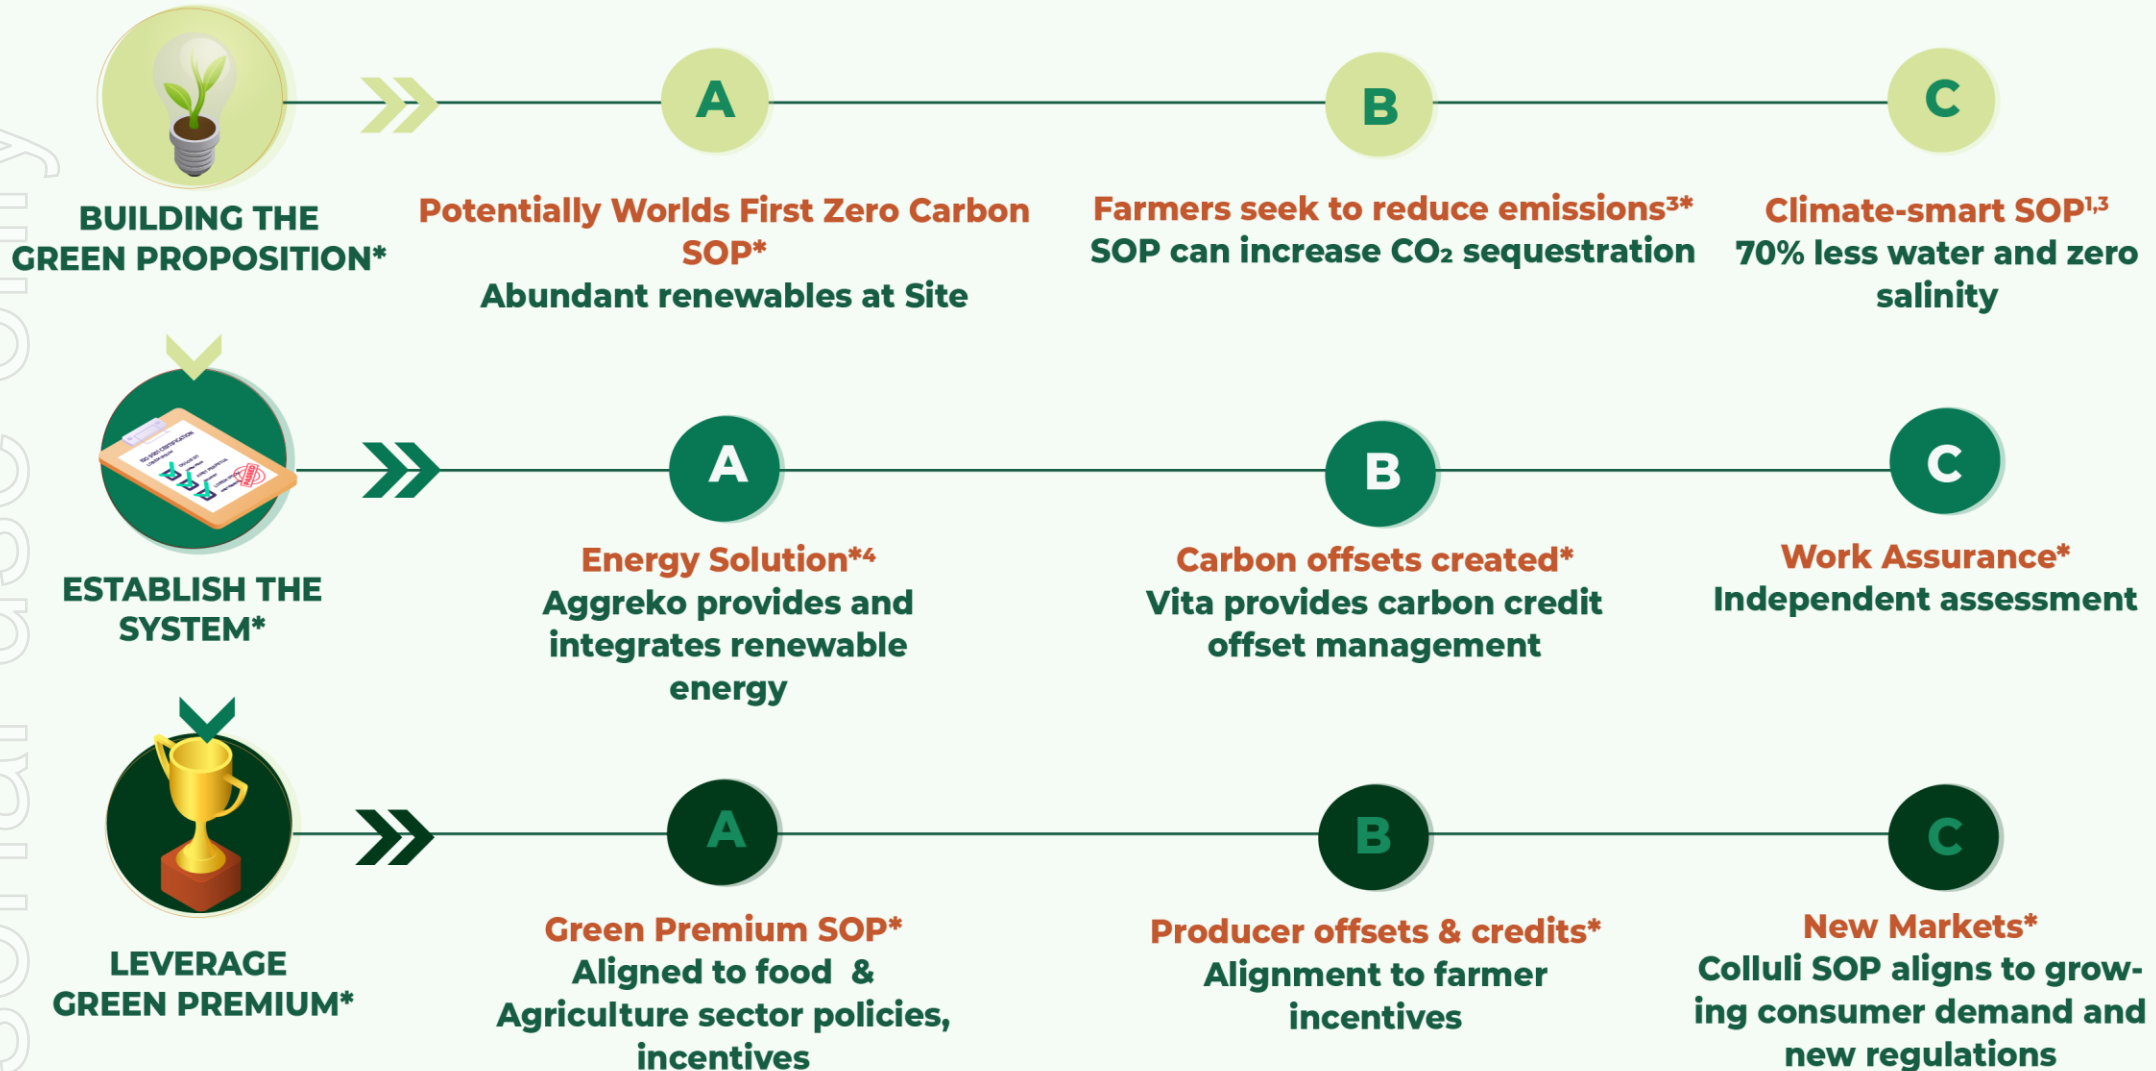 BUILDING THE
GREEN PROPOSITION*
A
Potentially Worlds First Zero Carbon
SOP*
Abundant renewables at Site
B
Farmers seek to reduce emissions³*
SOP can increase CO₂ sequestration
C
Climate-smart SOP¹,³
70% less water and zero
salinity
ESTABLISH THE
SYSTEM*
A
Energy Solution*⁴
Aggreko provides and
integrates renewable
energy
B
Carbon offsets created*
Vita provides carbon credit
offset management
C
Work Assurance*
Independent assessment
LEVERAGE
GREEN PREMIUM*
A
Green Premium SOP*
Aligned to food &
Agriculture sector policies,
incentives
B
Producer offsets & credits*
Alignment to farmer
incentives
C
New Markets*
Colluli SOP aligns to grow-
ing consumer demand and
new regulations